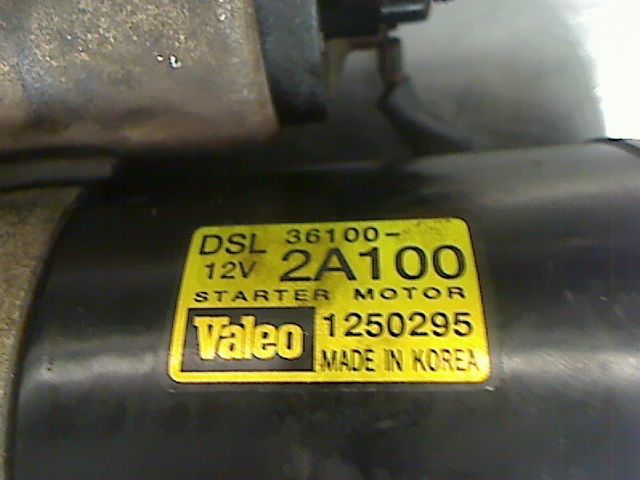 DSL 36100-
12V 2A100
STARTER MOTOR
Valeo 1250295
MADE IN KOREA